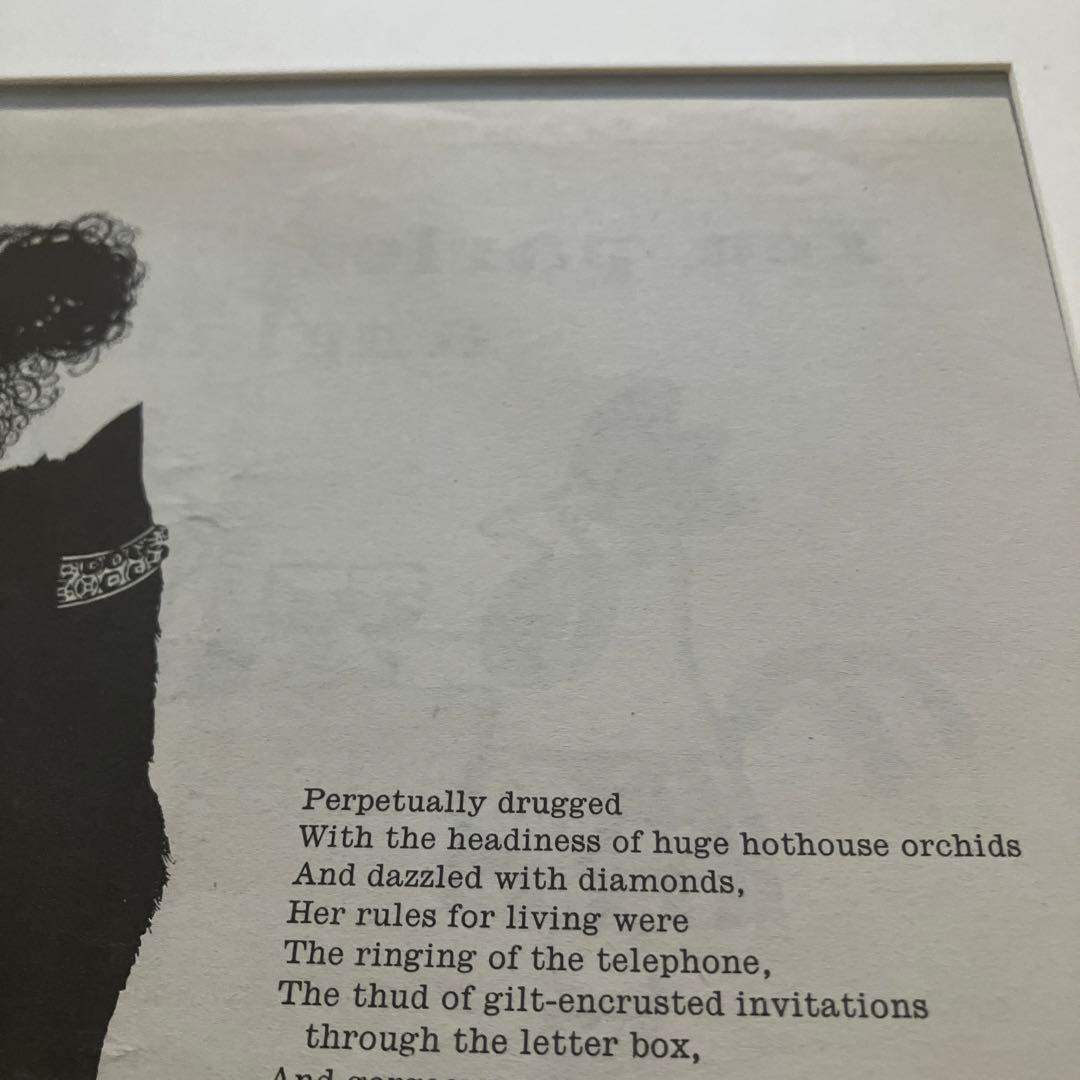 Perpetually drugged
With the headiness of huge hothouse orchids
And dazzled with diamonds,
Her rules for living were
The ringing of the telephone,
The thud of gilt-encrusted invitations
through the letter box,
And